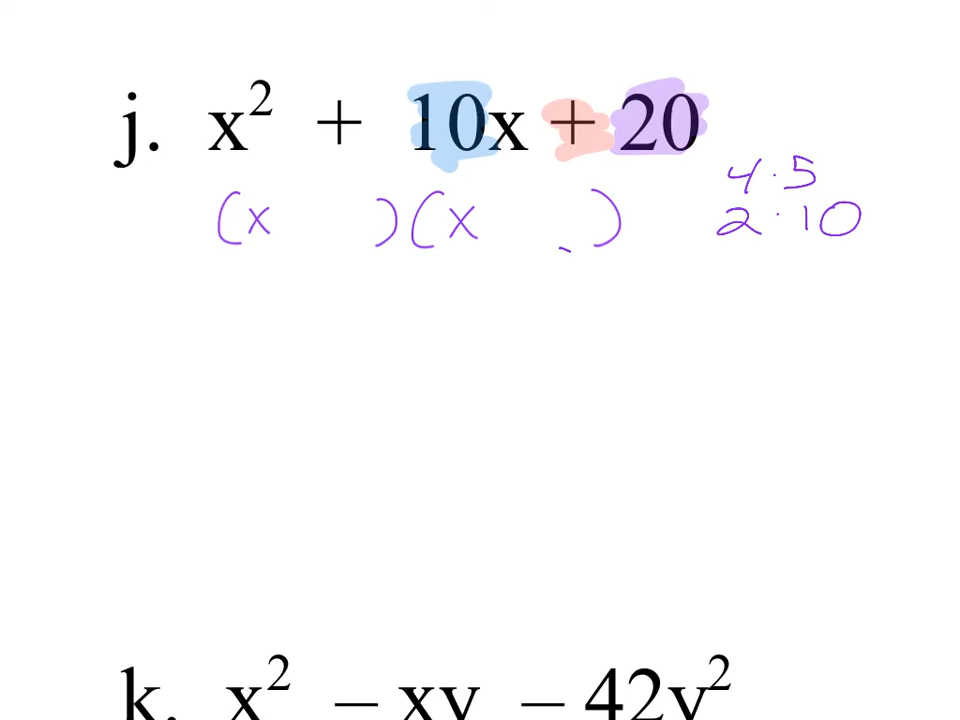 j. x² + 10x + 20
(x )(x )
4·5
2·10
k. x² – xy – 42y²